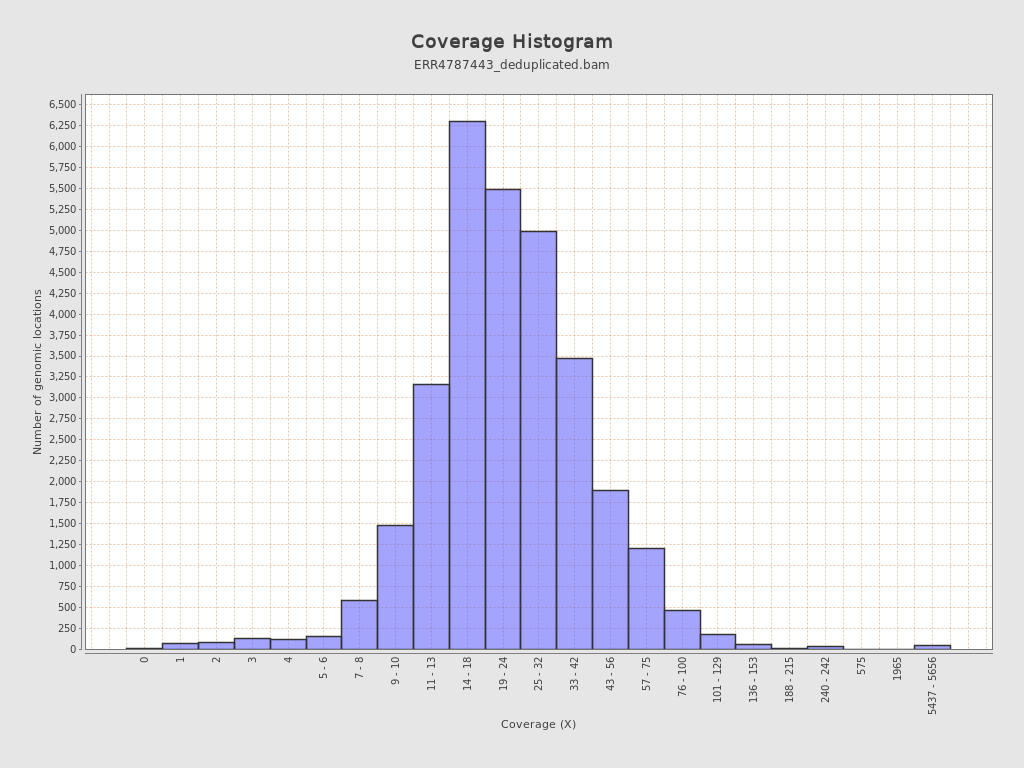 Coverage Histogram
ERR4787443_deduplicated.bam
Number of genomic locations
6,500
6,250
6,000
5,750
5,500
5,250
5,000
4,750
4,500
4,250
4,000
3,750
3,500
3,250
3,000
2,750
2,500
2,250
2,000
1,750
1,500
1,250
1,000
750
500
250
0
0
1
2
3
4
5 - 6
7 - 8
9 - 10
11 - 13
14 - 18
19 - 24
25 - 32
33 - 42
43 - 56
57 - 75
76 - 100
101 - 129
136 - 153
188 - 215
240 - 242
575
1965
5437 - 5656
Coverage (X)